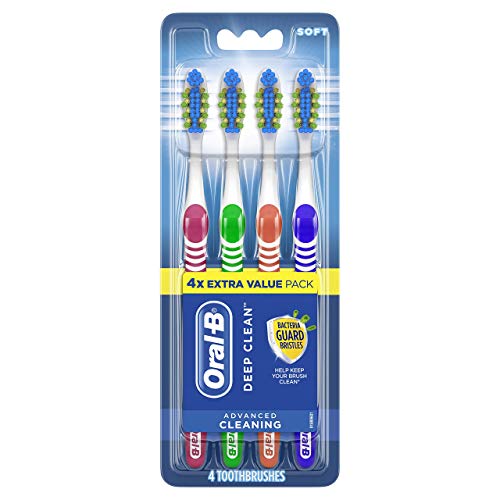 SOFT
4X EXTRA VALUE PACK
Oral-B
DEEP CLEAN™
BACTERIA
GUARD
BRISTLES
HELP KEEP
YOUR BRUSH
CLEAN*
ADVANCED
CLEANING
4 TOOTHBRUSHES